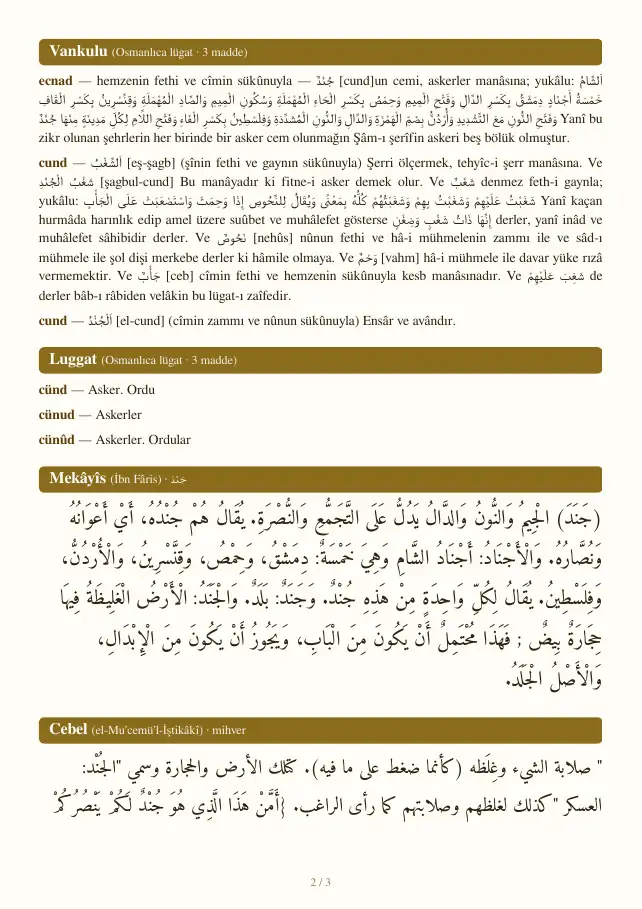 Vankulu (Osmanlıca lügat · 3 madde)
ecnad — hemzenin fethi ve cîmin sükûnuyla — جُنْدٌ [cund]un cemi, askerler manâsına; yukâlu: اَلشَّامُ
خَمْسَةُ أَجْنَادٍ دِمَشْقُ بِكَسْرِ الدَّالِ وَفَتْحِ الْمِيمِ وَحِمْصُ بِكَسْرِ الْحَاءِ الْمُهْمَلَةِ وَسُكُونِ الْمِيمِ وَالصَّادِ الْمُهْمَلَةِ وَقِنَّسْرِينُ بِكَسْرِ الْقَافِ
وَفَتْحِ النُّونِ مَعَ التَّشْدِيدِ وَأُرْدُنُّ بِضَمِّ الْهَمْزَةِ وَالدَّالِ وَالنُّونِ الْمُشَدَّدَةِ وَفِلَسْطِينُ بِكَسْرِ الْفَاءِ وَفَتْحِ اللَّامِ لِكُلِّ مَدِينَةٍ مِنْهَا جُنْدٌ Yanî bu
zikr olunan şehrlerin her birinde bir asker cem olunmağın Şâm-ı şerîfin askeri beş bölük olmuştur.
cund — اَلشَّغْبُ [eş-şagb] (şînin fethi ve gaynın sükûnuyla) Şerri ölçermek, tehyîc-i şerr manâsına. Ve
شَغْبُ الْجُنْدِ [şagbul-cund] Bu manâyadır ki fitne-i asker demek olur. Ve شَغَبٌ denmez feth-i gaynla;
yukâlu: شَغَبْتُ عَلَيْهِمْ وَشَغَبْتُ بِهِمْ وَشَغَبْتُهُمْ كُلُّهُ بِمَعْنًى وَيُقَالُ لِلنَّحُوصِ إِذَا وَحِمَتْ وَاسْتَصْعَبَتْ عَلَى الْجَأْبِ Yanî kaçan
hurmâda harınlık edip amel üzere suûbet ve muhâlefet gösterse إِنَّهَا ذَاتُ شَغْبٍ وَضِغْنٍ derler, yanî inâd ve
muhâlefet sâhibidir derler. Ve نَحُوصٌ [nehûs] nûnun fethi ve hâ-i mühmelenin zammı ile ve sâd-ı
mühmele ile şol dişi merkebe derler ki hâmile olmaya. Ve وَحَمٌ [vahm] hâ-i mühmele ile davar yüke rızâ
vermemektir. Ve جَأْبٌ [ceb] cîmin fethi ve hemzenin sükûnuyla kesb manâsınadır. Ve شَغِبَ عَلَيْهِمْ de
derler bâb-ı râbiden velâkin bu lügat-ı zaîfedir.
cund — اَلْجُنْدُ [el-cund] (cîmin zammı ve nûnun sükûnuyla) Ensâr ve avândır.
Luggat (Osmanlıca lügat · 3 madde)
cünd — Asker. Ordu
cünud — Askerler
cünûd — Askerler. Ordular
Mekâyîs (İbn Fâris) · جَنَدَ
(جَنَدَ) الْجِيمُ وَالنُّونُ وَالدَّالُ يَدُلُّ عَلَى التَّجَمُّعِ وَالنُّصْرَةِ. يُقَالُ هُمْ جُنْدُهُ، أَيْ أَعْوَانُهُ
وَنُصَّارُهُ. وَالْأَجْنَادُ: أَجْنَادُ الشَّامِ وَهِيَ خَمْسَةٌ: دِمَشْقُ، وَحِمْصُ، وَقِنَّسْرِينُ، وَالْأُرْدُنُّ،
وَفِلَسْطِينُ. يُقَالُ لِكُلِّ وَاحِدَةٍ مِنْ هَذِهِ جُنْدٌ. وَجَنَدٌ: بَلَدٌ. وَالْجَنَدُ: الْأَرْضُ الْغَلِيظَةُ فِيهَا
حِجَارَةٌ بِيضٌ ; فَهَذَا مُحْتَمِلٌ أَنْ يَكُونَ مِنَ الْبَابِ، وَيَجُوزُ أَنْ يَكُونَ مِنَ الْإِبْدَالِ،
وَالْأَصْلُ الْجَلَدُ.
Cebel (el-Mu'cemü'l-İştikâkî) · mihver
" صلابة الشيء وغِلَظه (كأنما ضغط على ما فيه). كتلك الأرض والحجارة وسمي "الجُنْد:
العسكر "كذلك لغلظهم وصلابتهم كما رأى الراغب. {أَمَّنْ هَذَا الَّذِي هُوَ جُنْدٌ لَكُمْ يَنْصُرُكُمْ
2 / 3